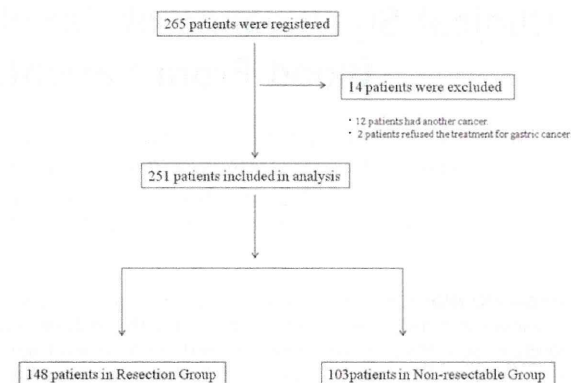 265 patients were registered
14 patients were excluded
• 12 patients had another cancer
• 2 patients refused the treatment for gastric cancer
251 patients included in analysis
148 patients in Resection Group
103patients in Non-resectable Group